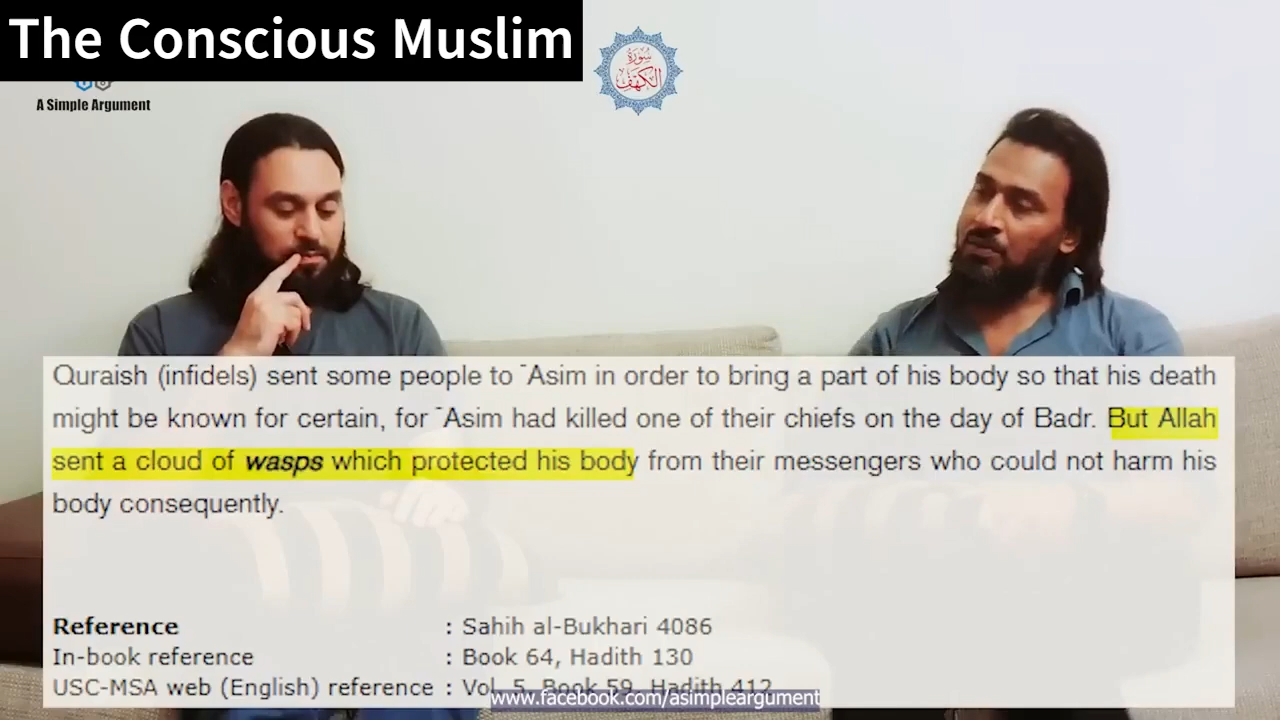 The Conscious Muslim
سورة
الكهف
A Simple Argument
Quraish (infidels) sent some people to ˉAsim in order to bring a part of his body so that his death
might be known for certain, for ˉAsim had killed one of their chiefs on the day of Badr. But Allah
sent a cloud of wasps which protected his body from their messengers who could not harm his
body consequently.
Reference : Sahih al-Bukhari 4086
In-book reference : Book 64, Hadith 130
USC-MSA web (English) reference : Vol. 5, Book 59, Hadith 412
www.facebook.com/asimpleargument